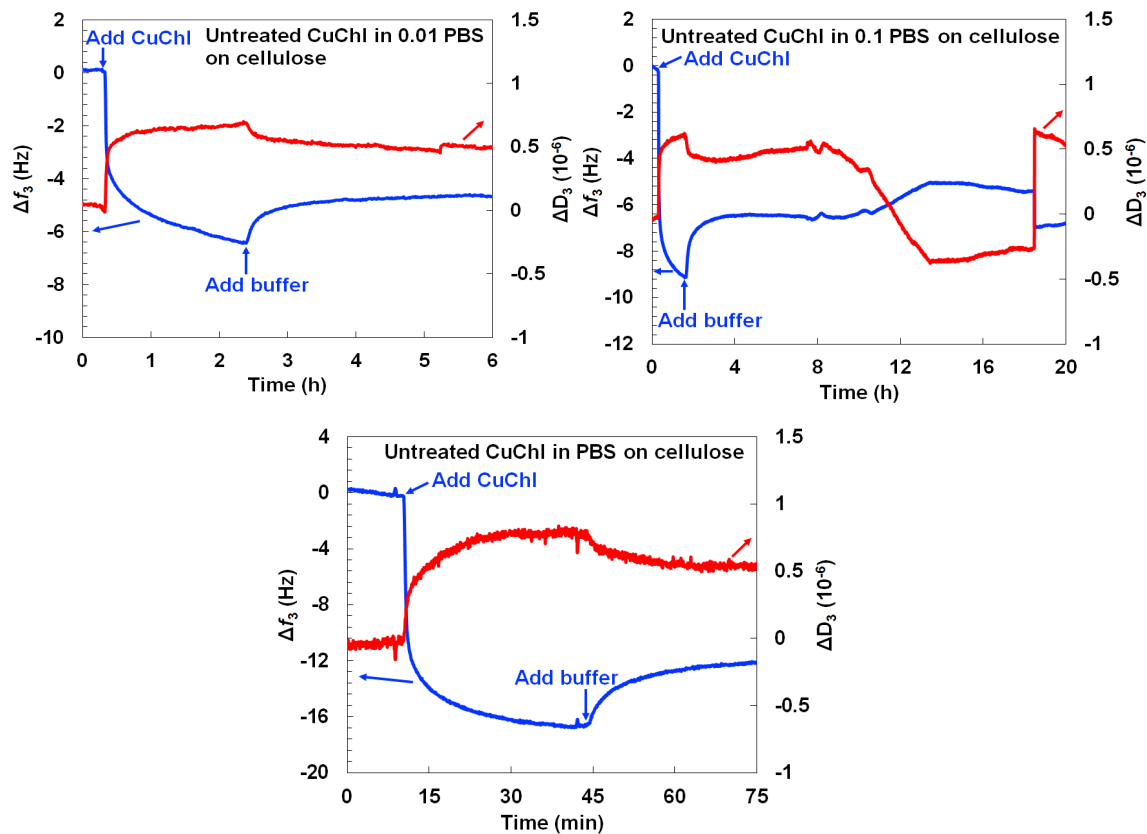 Untreated CuChl in 0.01 PBS
on cellulose
Add CuChl
Add buffer
2
0
-2
-4
-6
-8
-10
Δf₃ (Hz)
1.5
1
0.5
0
-0.5
-1
ΔD₃ (10⁻⁶)
0 1 2 3 4 5 6
Time (h)
Untreated CuChl in 0.1 PBS on cellulose
Add CuChl
Add buffer
2
0
-2
-4
-6
-8
-10
-12
Δf₃ (Hz)
1.5
1
0.5
0
-0.5
-1
ΔD₃ (10⁻⁶)
0 4 8 12 16 20
Time (h)
Untreated CuChl in PBS on cellulose
Add CuChl
Add buffer
4
0
-4
-8
-12
-16
-20
Δf₃ (Hz)
1.5
1
0.5
0
-0.5
-1
ΔD₃ (10⁻⁶)
0 15 30 45 60 75
Time (min)